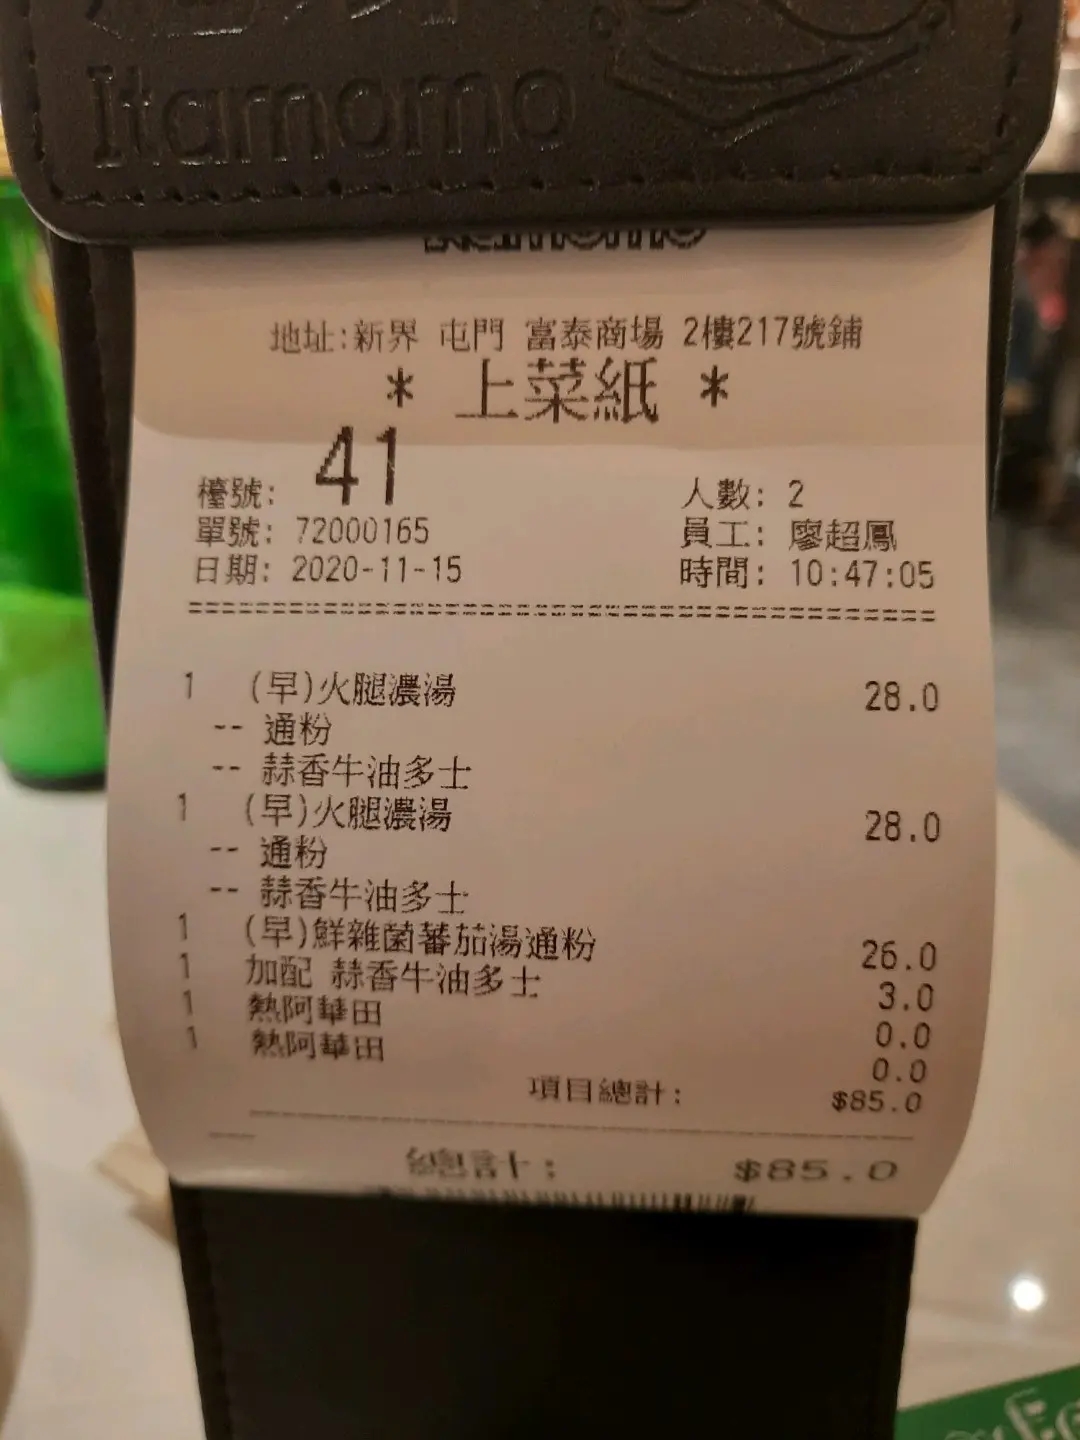 Itamomo
地址:新界 屯門 富泰商場 2樓217號鋪
* 上菜紙 *
檯號: 41 人數: 2
單號: 72000165 員工: 廖超鳳
日期: 2020-11-15 時間: 10:47:05
1 (早)火腿濃湯 28.0
-- 通粉
-- 蒜香牛油多士
1 (早)火腿濃湯 28.0
-- 通粉
-- 蒜香牛油多士
1 (早)鮮雜菌蕃茄湯通粉 26.0
1 加配 蒜香牛油多士 3.0
1 熱阿華田 0.0
1 熱阿華田 0.0
項目總計: $85.0
總計: $85.0